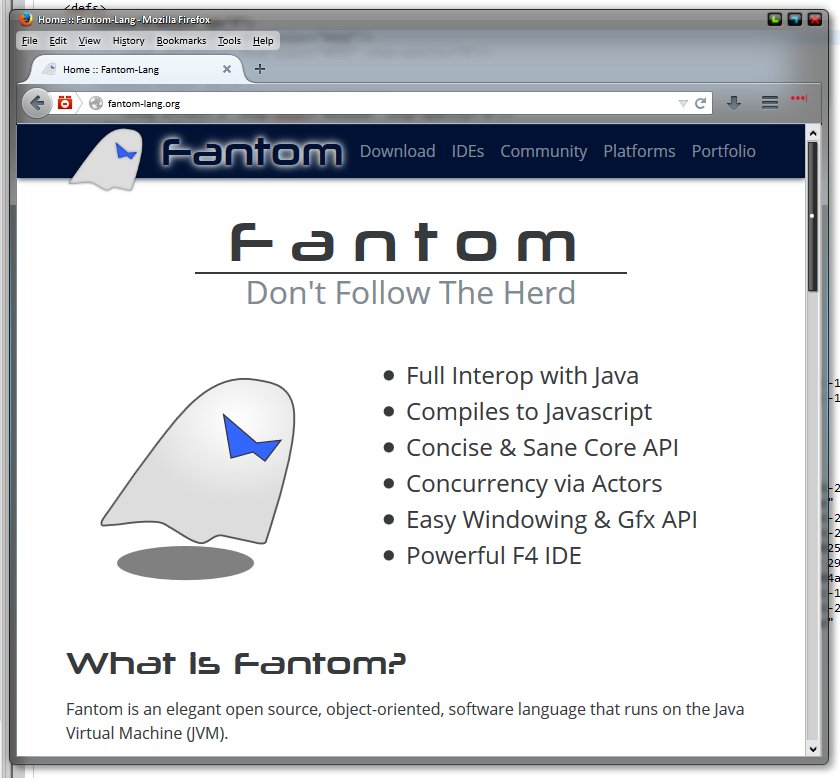 <defs>
Home :: Fantom-Lang - Mozilla Firefox
File Edit View History Bookmarks Tools Help
Home :: Fantom-Lang
fantom-lang.org
Fantom Download IDEs Community Platforms Portfolio
Fantom
Don't Follow The Herd
Full Interop with Java
Compiles to Javascript
Concise & Sane Core API
Concurrency via Actors
Easy Windowing & Gfx API
Powerful F4 IDE
What Is Fantom?
Fantom is an elegant open source, object-oriented, software language that runs on the Java
Virtual Machine (JVM).